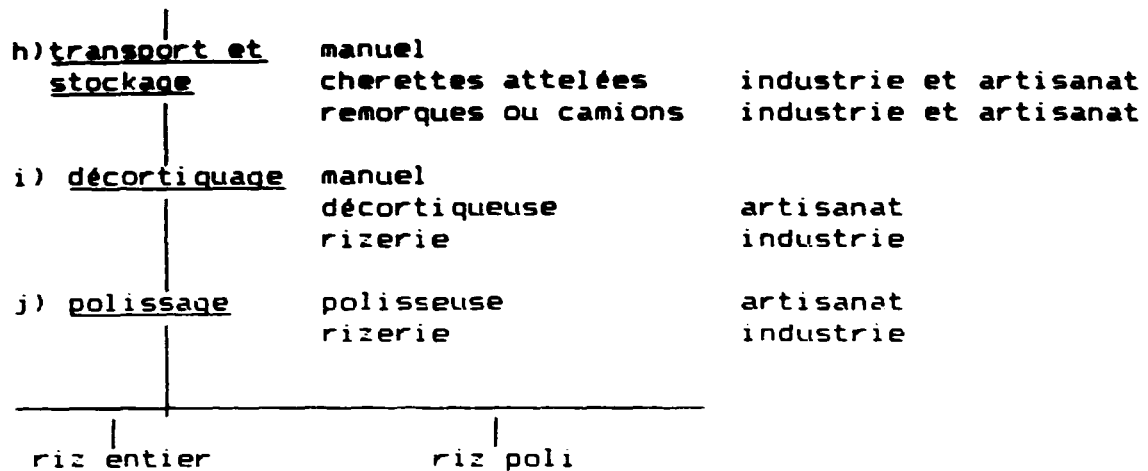 h) transport et manuel
stockage cherettes attelées industrie et artisanat
remorques ou camions industrie et artisanat
i) décortiquage manuel
décortiqueuse artisanat
rizerie industrie
j) polissage polisseuse artisanat
rizerie industrie
riz entier riz poli